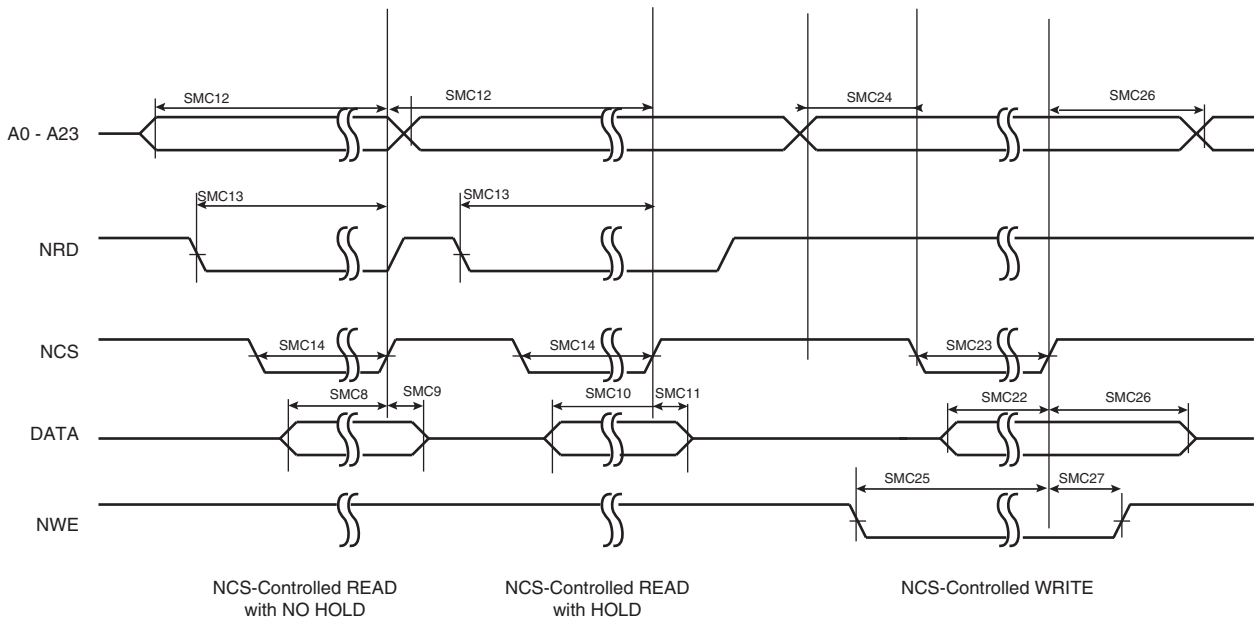 SMC12
SMC12
SMC24
SMC26
A0 - A23
SMC13
SMC13
NRD
NCS
SMC14
SMC14
SMC23
SMC8
SMC9
SMC10
SMC11
SMC22
SMC26
DATA
SMC25
SMC27
NWE
NCS-Controlled READ
with NO HOLD
NCS-Controlled READ
with HOLD
NCS-Controlled WRITE